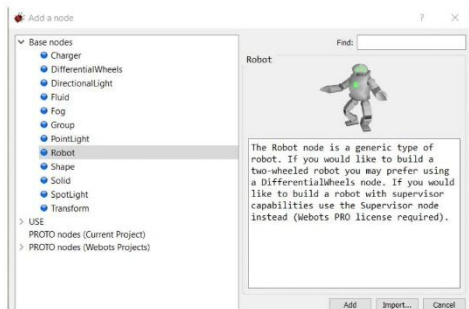 Add a node
? ×
Find:
Base nodes
Charger
DifferentialWheels
DirectionalLight
Fluid
Fog
Group
PointLight
Robot
Shape
Solid
SpotLight
Transform
USE
PROTO nodes (Current Project)
PROTO nodes (Webots Projects)
Robot
The Robot node is a generic type of
robot. If you would like to build a
two-wheeled robot you may prefer using
a DifferentialWheels node. If you would
like to build a robot with supervisor
capabilities use the Supervisor node
instead (Webots PRO license required).
Add Import... Cancel